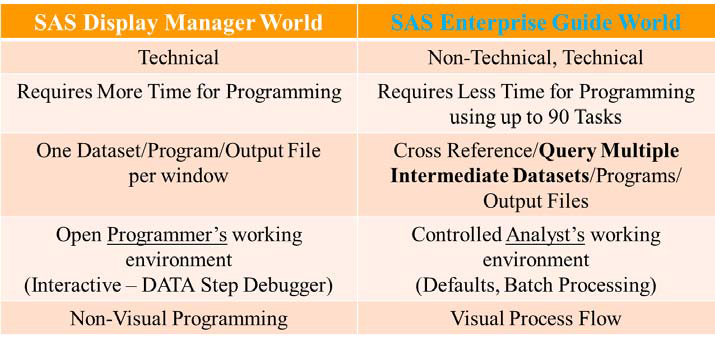 SAS Display Manager World
SAS Enterprise Guide World
Technical
Non-Technical, Technical
Requires More Time for Programming
Requires Less Time for Programming
using up to 90 Tasks
One Dataset/Program/Output File
per window
Cross Reference/Query Multiple
Intermediate Datasets/Programs/
Output Files
Open Programmer's working
environment
(Interactive – DATA Step Debugger)
Controlled Analyst's working
environment
(Defaults, Batch Processing)
Non-Visual Programming
Visual Process Flow